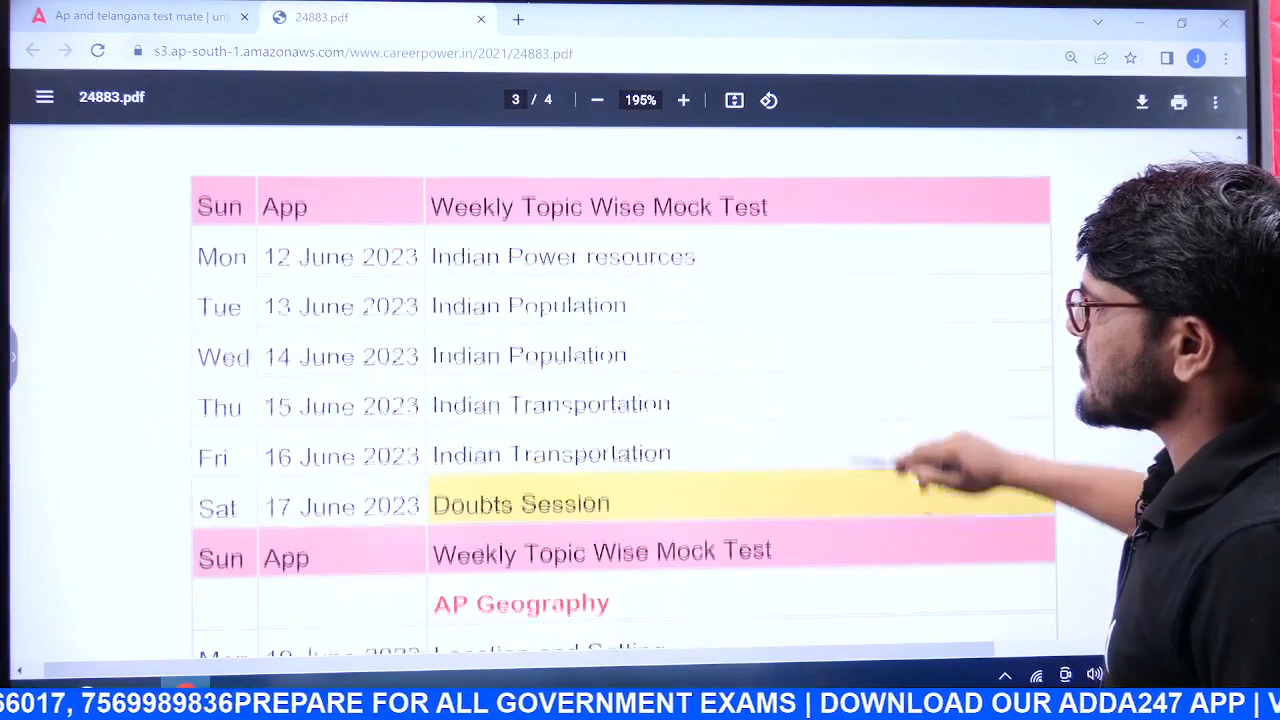 Ap and telangana test mate | unl
24883.pdf
s3.ap-south-1.amazonaws.com/www.careerpower.in/2021/24883.pdf
J
24883.pdf
3 / 4
195%
Sun App Weekly Topic Wise Mock Test
Mon 12 June 2023 Indian Power resources
Tue 13 June 2023 Indian Population
Wed 14 June 2023 Indian Population
Thu 15 June 2023 Indian Transportation
Fri 16 June 2023 Indian Transportation
Sat 17 June 2023 Doubts Session
Sun App Weekly Topic Wise Mock Test
AP Geography
66017, 7569989836PREPARE FOR ALL GOVERNMENT EXAMS | DOWNLOAD OUR ADDA247 APP | V